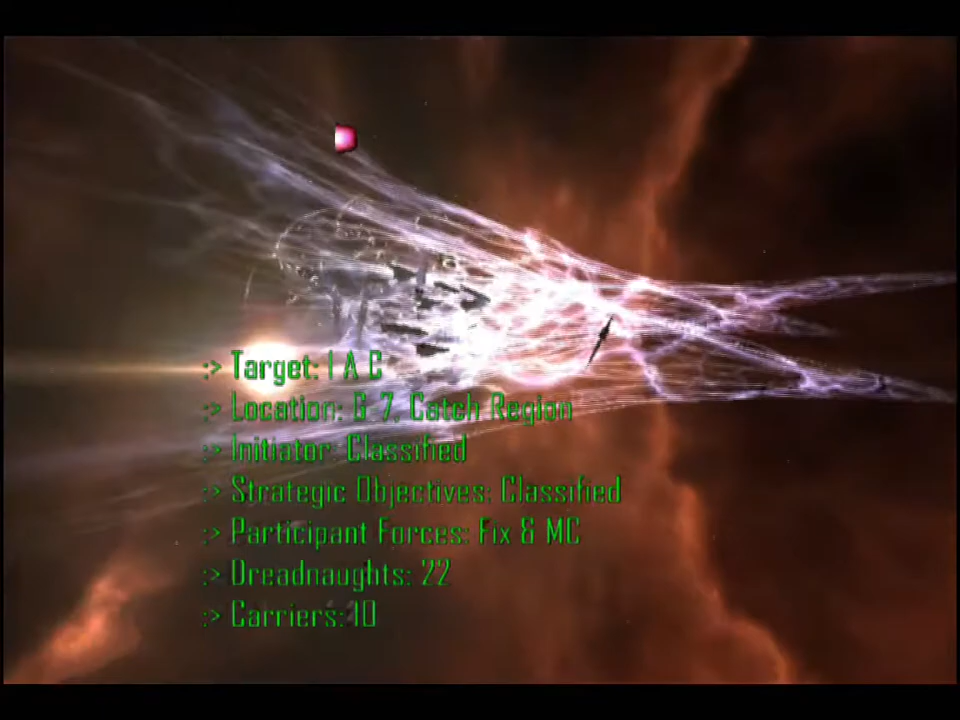 :> Target: I A C
:> Location: G 7, Catch Region
:> Initiator: Classified
:> Strategic Objectives: Classified
:> Participant Forces: Fix & MC
:> Dreadnaughts: 22
:> Carriers: 10